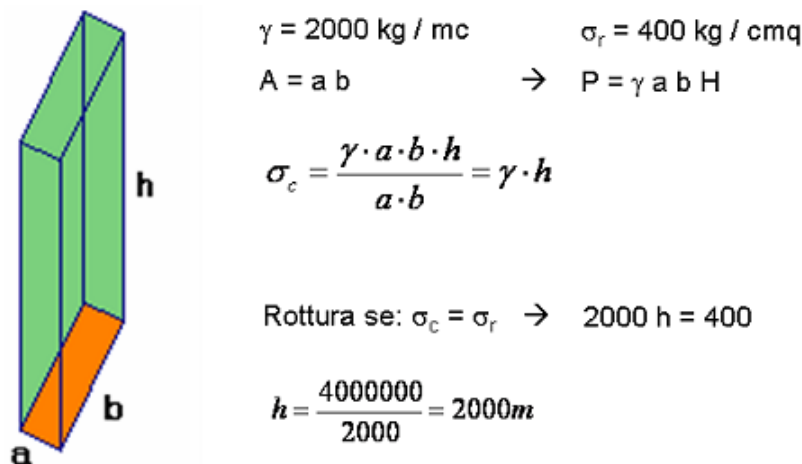 γ = 2000 kg / mc σr = 400 kg / cmq
A = a b → P = γ a b H
σc = γ · a · b · h / a · b = γ · h
h
Rottura se: σc = σr → 2000 h = 400
h = 4000000 / 2000 = 2000m
b
a